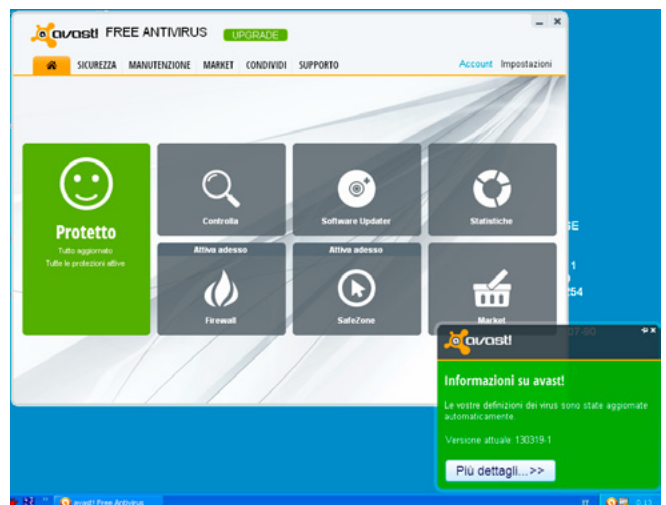 avast! FREE ANTIVIRUS UPGRADE
SICUREZZA MANUTENZIONE MARKET CONDIVIDI SUPPORTO Account Impostazioni
Protetto
Tutto aggiornato
Tutte le protezioni attive
Controlla
Software Updater
Statistiche
Attiva adesso
Firewall
Attiva adesso
SafeZone
Market
avast!
Informazioni su avast!
Le vostre definizioni dei virus sono state aggiornate
automaticamente.
Versione attuale: 130319-1
Più dettagli...>>
avast! Free Antivirus
IT